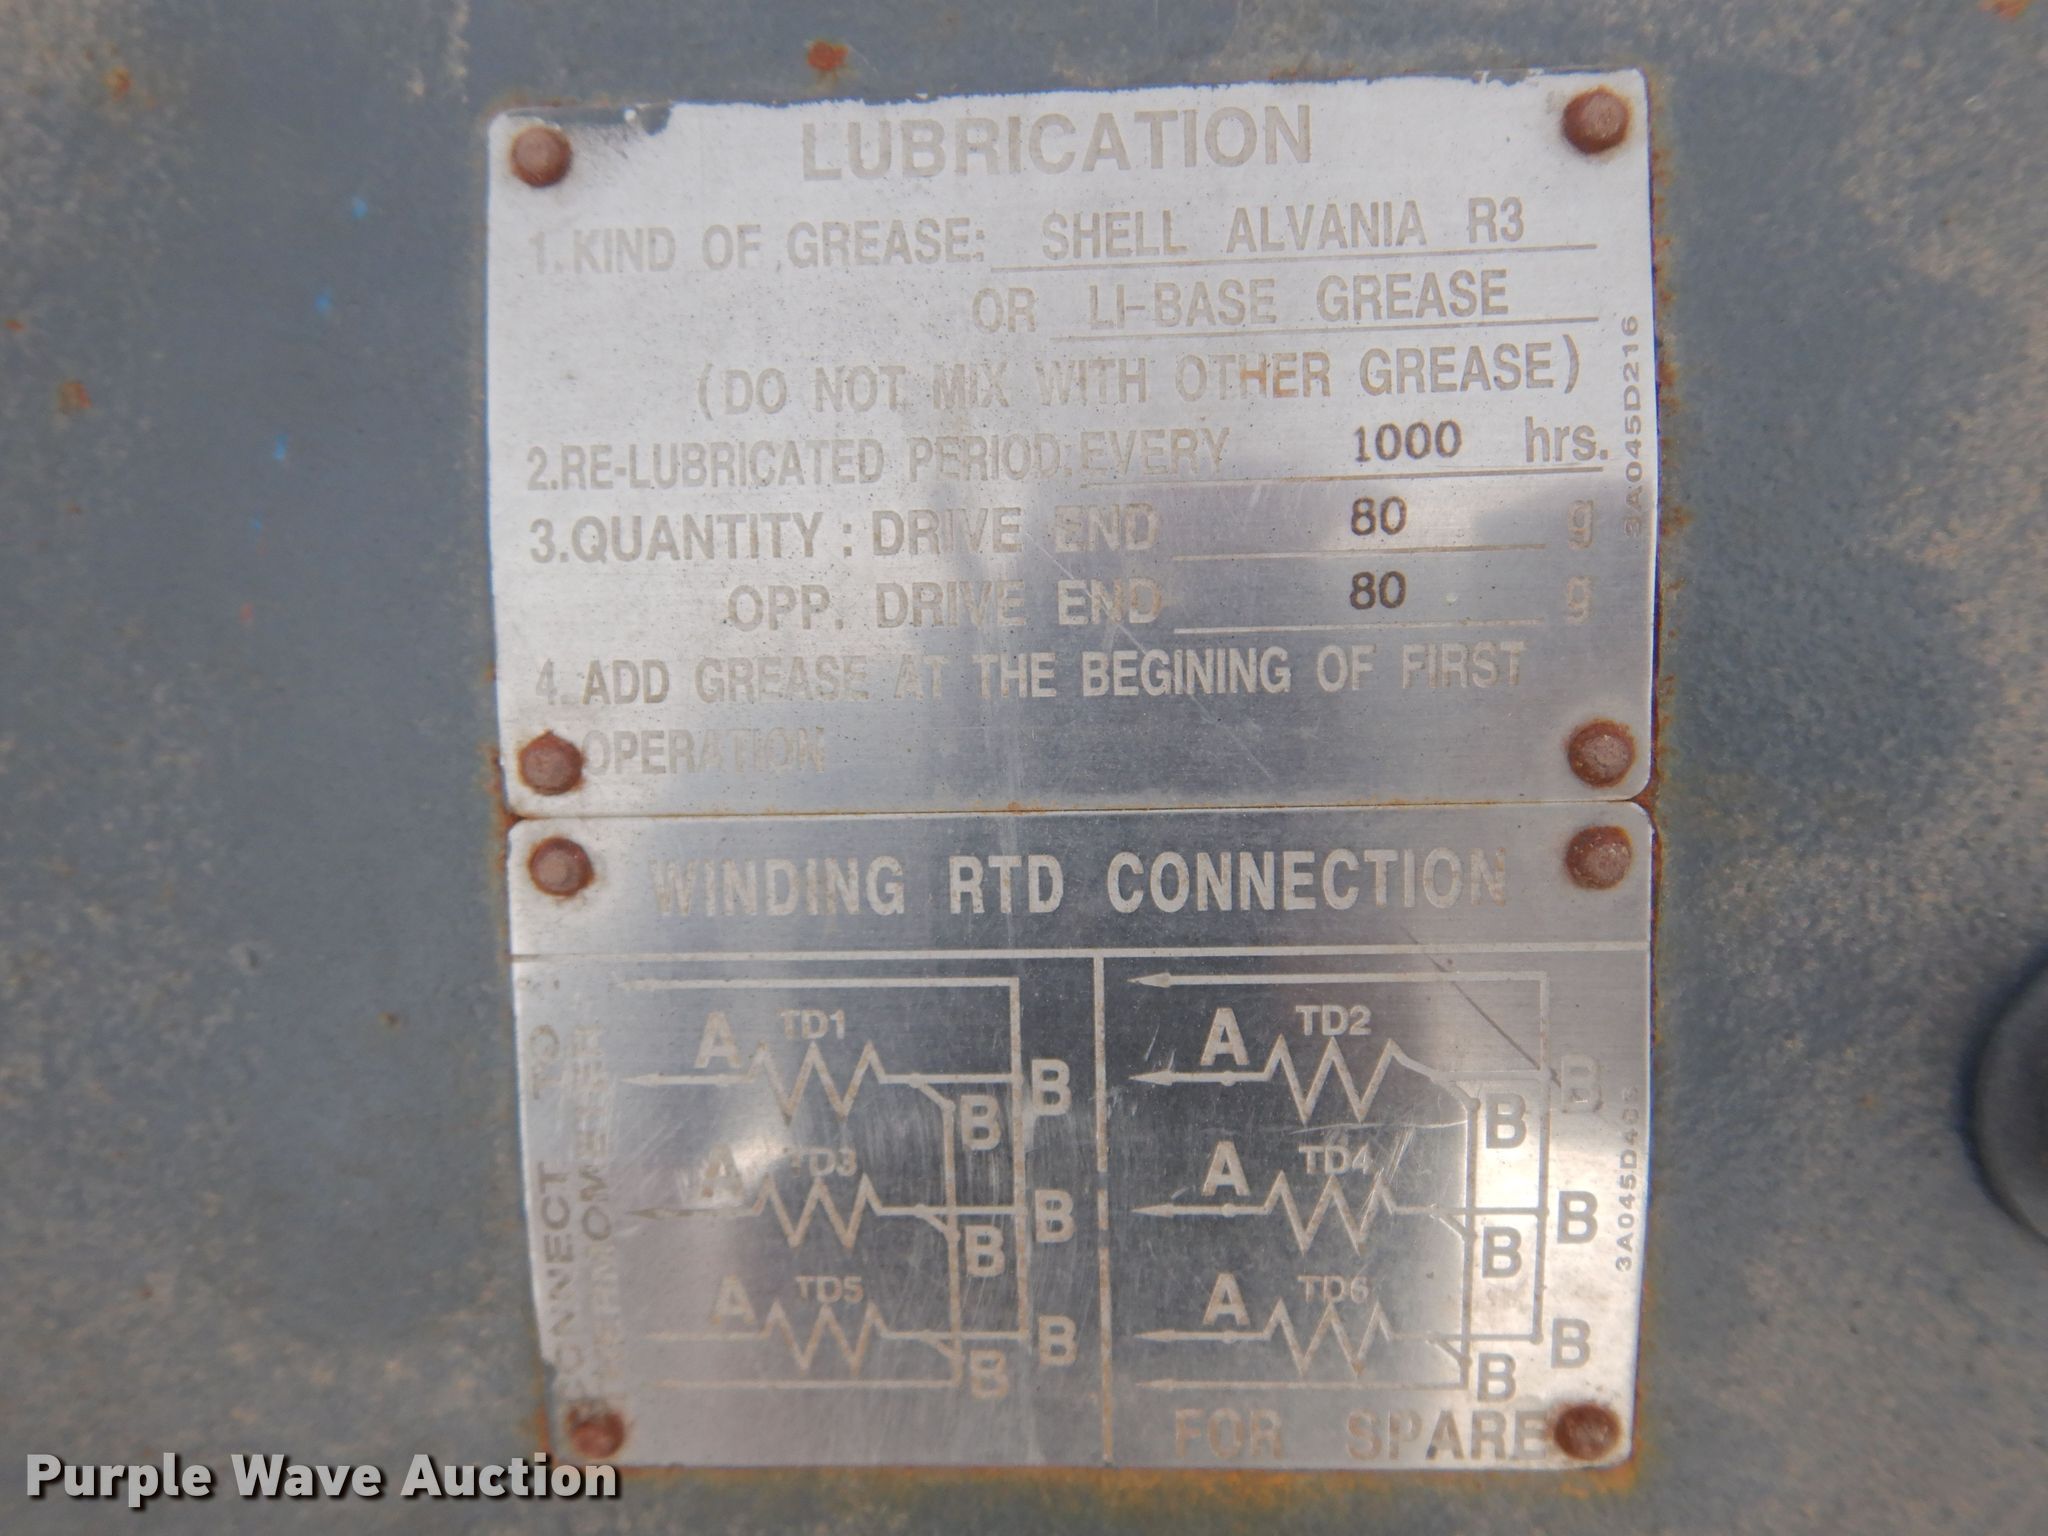 LUBRICATION
1. KIND OF GREASE: SHELL ALVANIA R3
OR LI-BASE GREASE
(DO NOT MIX WITH OTHER GREASE)
2. RE-LUBRICATED PERIOD: EVERY 1000 hrs.
3. QUANTITY : DRIVE END 80 g
OPP. DRIVE END 80 g
4. ADD GREASE AT THE BEGINING OF FIRST
OPERATION
3A045D216
WINDING RTD CONNECTION
CONNECT TO :
THERMOMETER
A TD1 B
B
A TD3 B
B
A TD5 B
B
A TD2 B
B
A TD4 B
B
A TD6 B
B
FOR SPARE
Purple Wave Auction